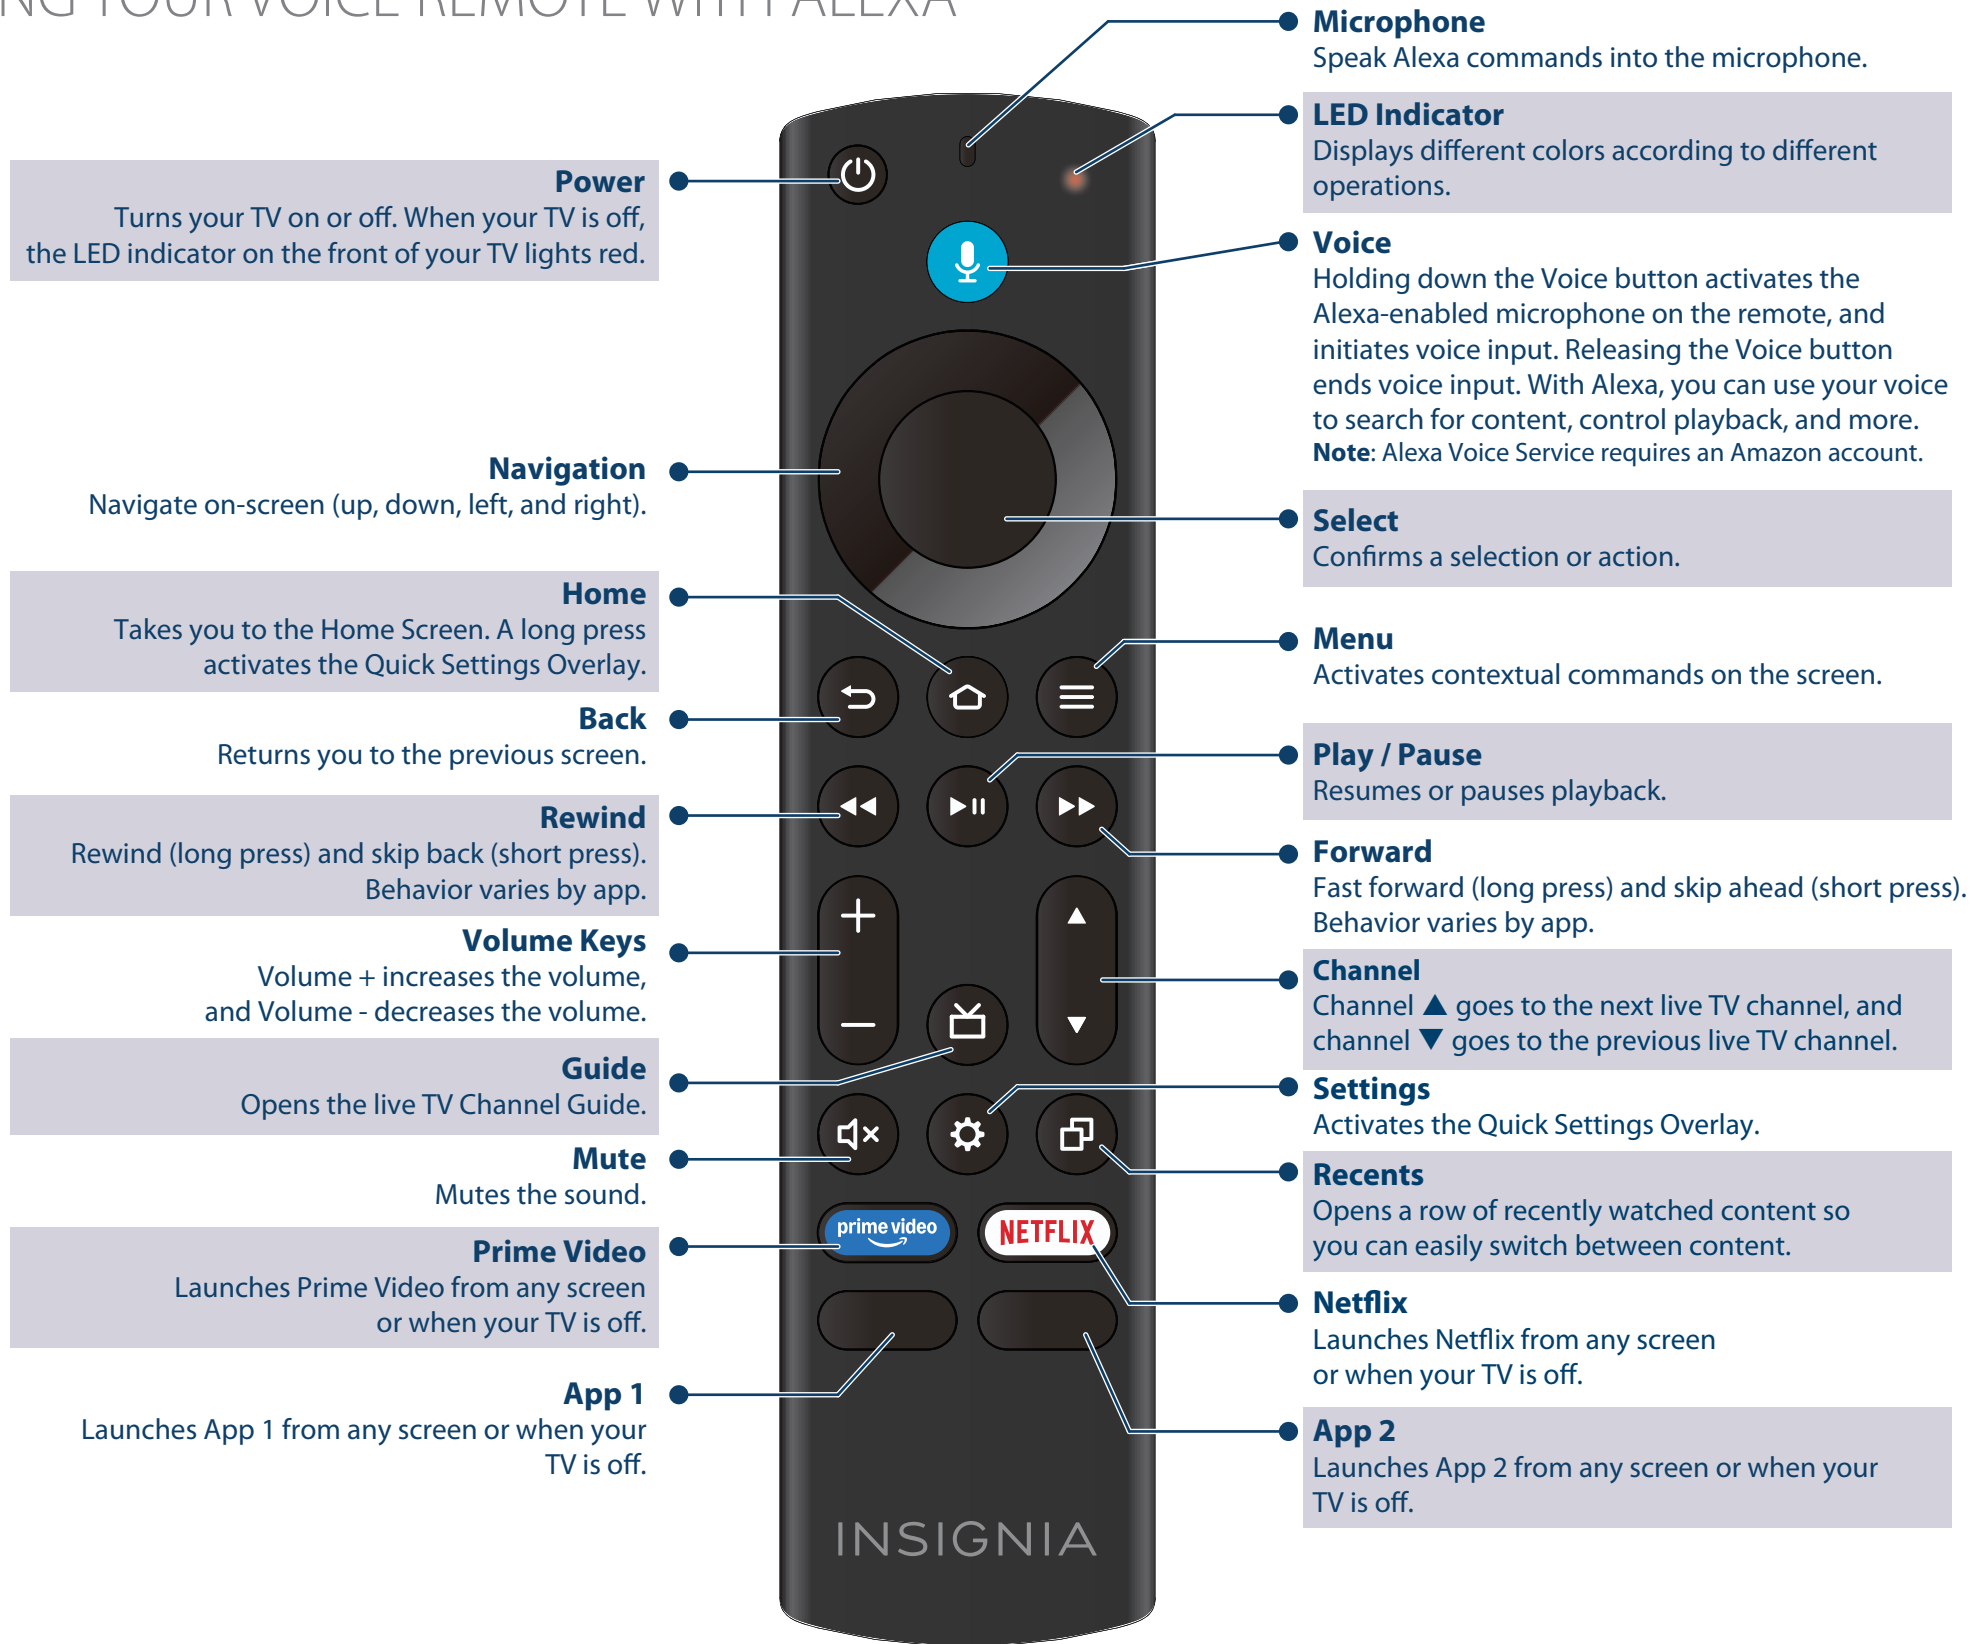 YOUR VOICE REMOTE WITH ALEXA
Power
Turns your TV on or off. When your TV is off,
the LED indicator on the front of your TV lights red.
Navigation
Navigate on-screen (up, down, left, and right).
Home
Takes you to the Home Screen. A long press
activates the Quick Settings Overlay.
Back
Returns you to the previous screen.
Rewind
Rewind (long press) and skip back (short press).
Behavior varies by app.
Volume Keys
Volume + increases the volume,
and Volume - decreases the volume.
Guide
Opens the live TV Channel Guide.
Mute
Mutes the sound.
Prime Video
Launches Prime Video from any screen
or when your TV is off.
App 1
Launches App 1 from any screen or when your
TV is off.
prime video
NETFLIX
INSIGNIA
Microphone
Speak Alexa commands into the microphone.
LED Indicator
Displays different colors according to different
operations.
Voice
Holding down the Voice button activates the
Alexa-enabled microphone on the remote, and
initiates voice input. Releasing the Voice button
ends voice input. With Alexa, you can use your voice
to search for content, control playback, and more.
Note: Alexa Voice Service requires an Amazon account.
Select
Confirms a selection or action.
Menu
Activates contextual commands on the screen.
Play / Pause
Resumes or pauses playback.
Forward
Fast forward (long press) and skip ahead (short press).
Behavior varies by app.
Channel
Channel ▲ goes to the next live TV channel, and
channel ▼ goes to the previous live TV channel.
Settings
Activates the Quick Settings Overlay.
Recents
Opens a row of recently watched content so
you can easily switch between content.
Netflix
Launches Netflix from any screen
or when your TV is off.
App 2
Launches App 2 from any screen or when your
TV is off.